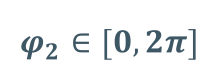 φ₂ ∈ [0, 2π]